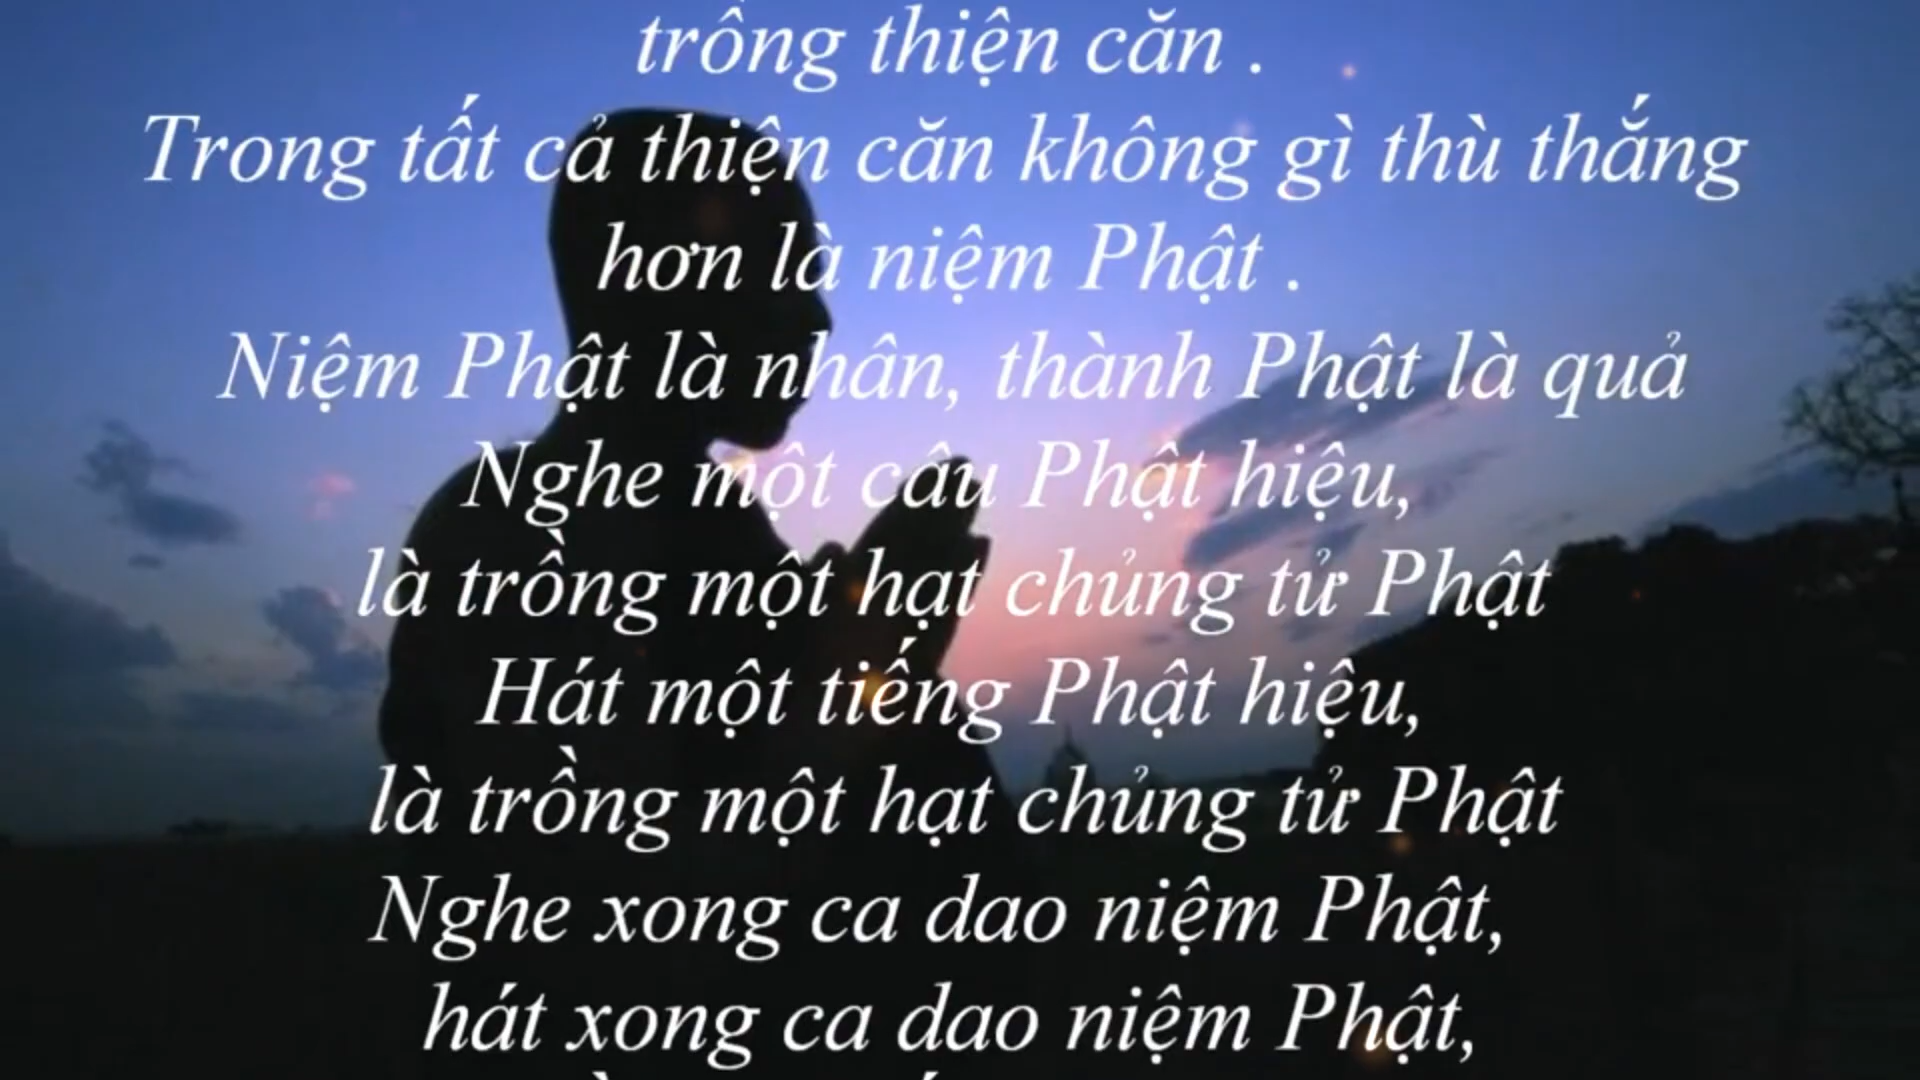 trồng thiện căn .
Trong tất cả thiện căn không gì thù thắng
hơn là niệm Phật .
Niệm Phật là nhân, thành Phật là quả
Nghe một câu Phật hiệu,
là trồng một hạt chủng tử Phật
Hát một tiếng Phật hiệu,
là trồng một hạt chủng tử Phật
Nghe xong ca dao niệm Phật,
hát xong ca dao niệm Phật,